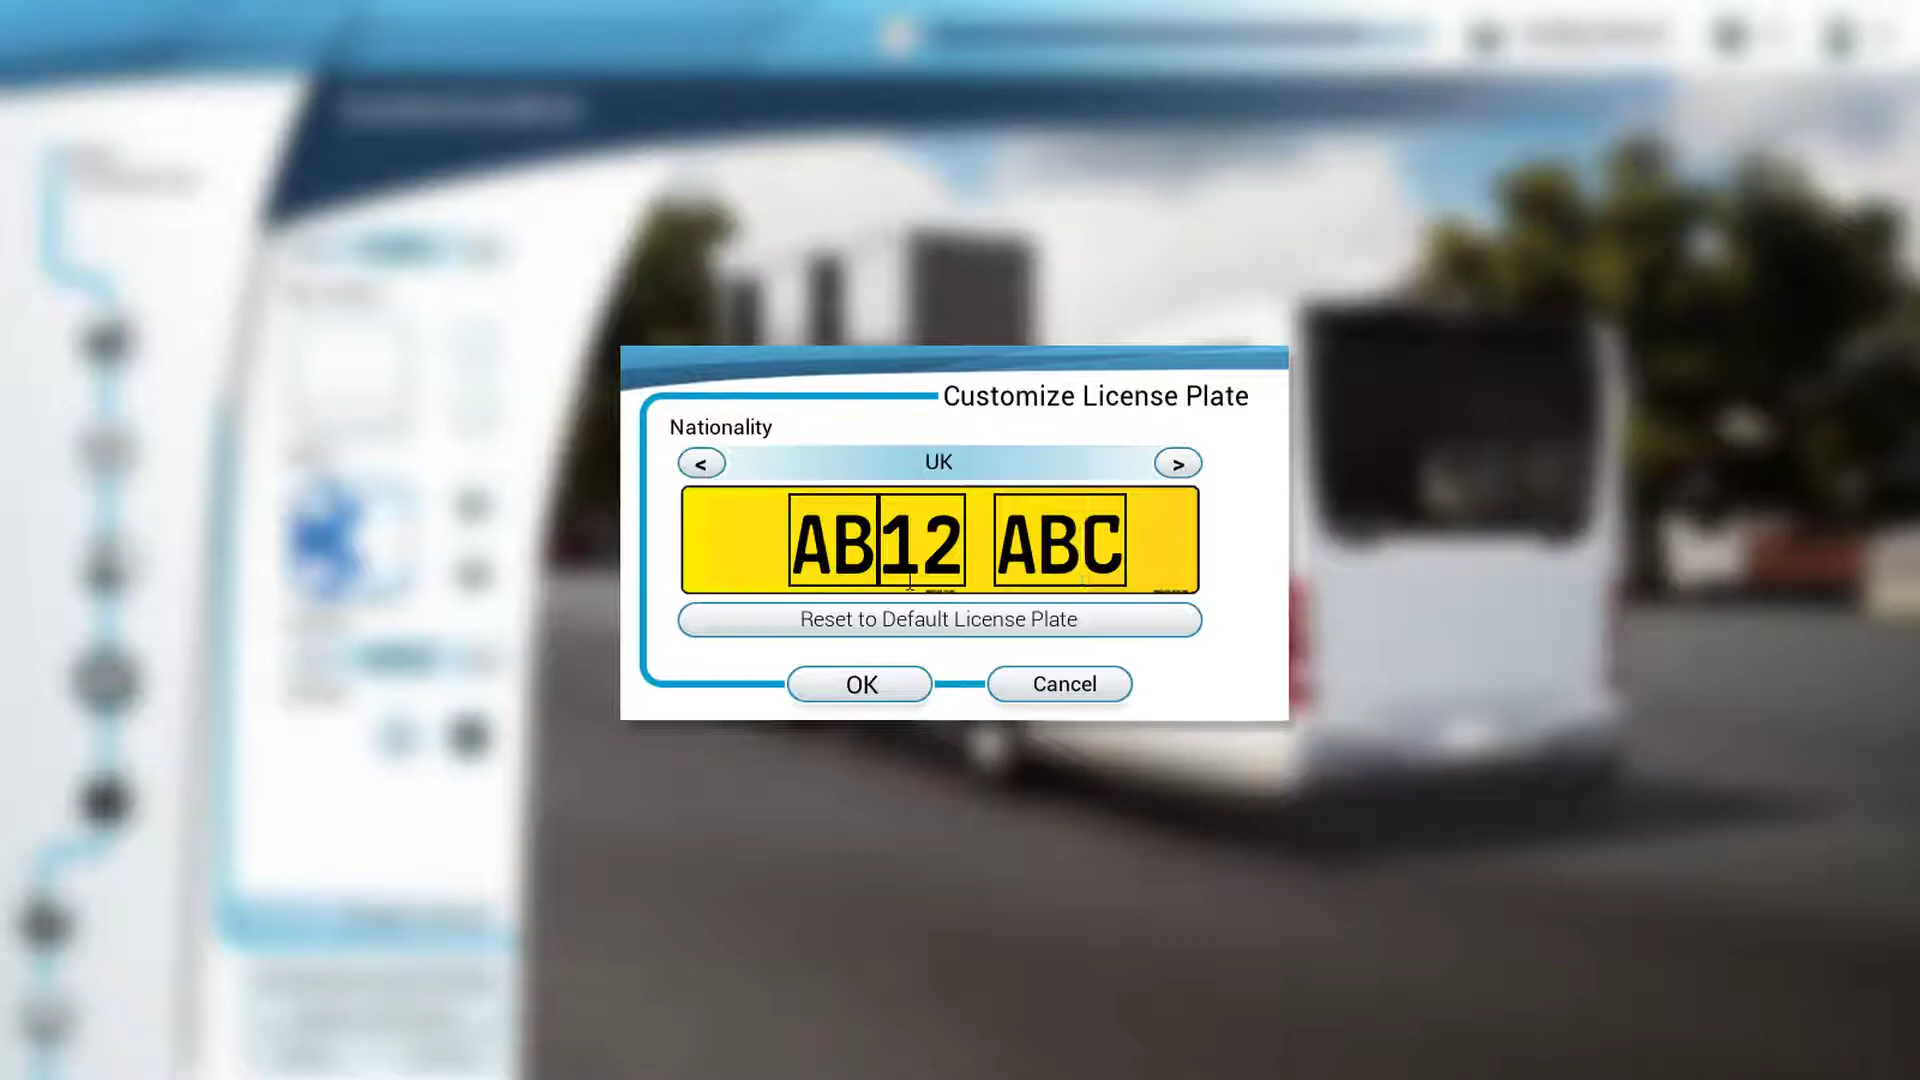 Customize License Plate
Nationality
< UK >
AB12 ABC
Reset to Default License Plate
OK Cancel